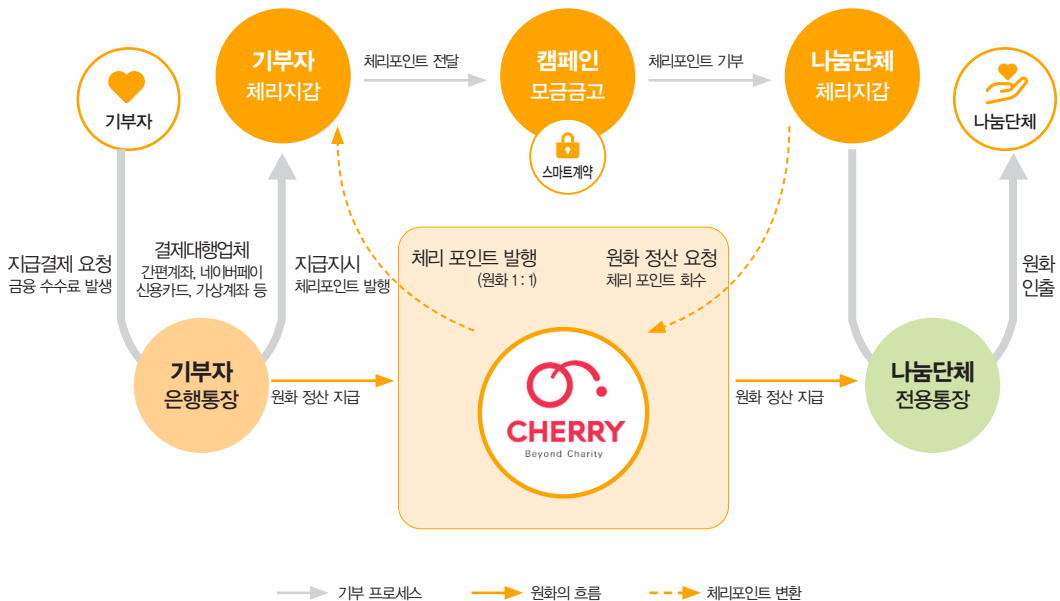 기부자
기부자
체리지갑
체리포인트 전달
캠페인
모금금고
스마트계약
체리포인트 기부
나눔단체
체리지갑
나눔단체
지급결제 요청
금융 수수료 발생
결제대행업체
간편계좌, 네이버페이
신용카드, 가상계좌 등
지급지시
체리포인트 발행
체리 포인트 발행
(원화 1 : 1)
원화 정산 요청
체리 포인트 회수
원화
인출
기부자
은행통장
원화 정산 지급
CHERRY
Beyond Charity
원화 정산 지급
나눔단체
전용통장
기부 프로세스
원화의 흐름
체리포인트 변환